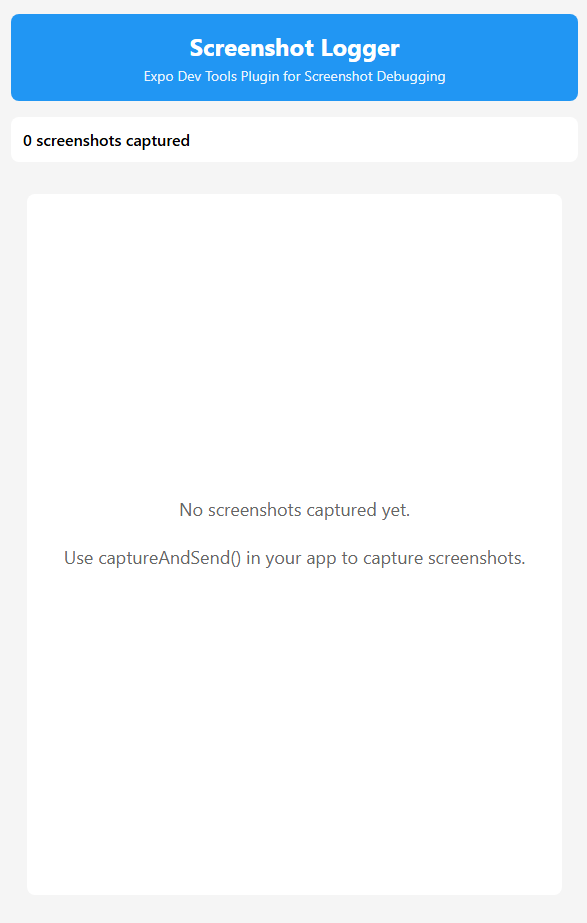 Screenshot Logger
Expo Dev Tools Plugin for Screenshot Debugging
0 screenshots captured
No screenshots captured yet.
Use captureAndSend() in your app to capture screenshots.